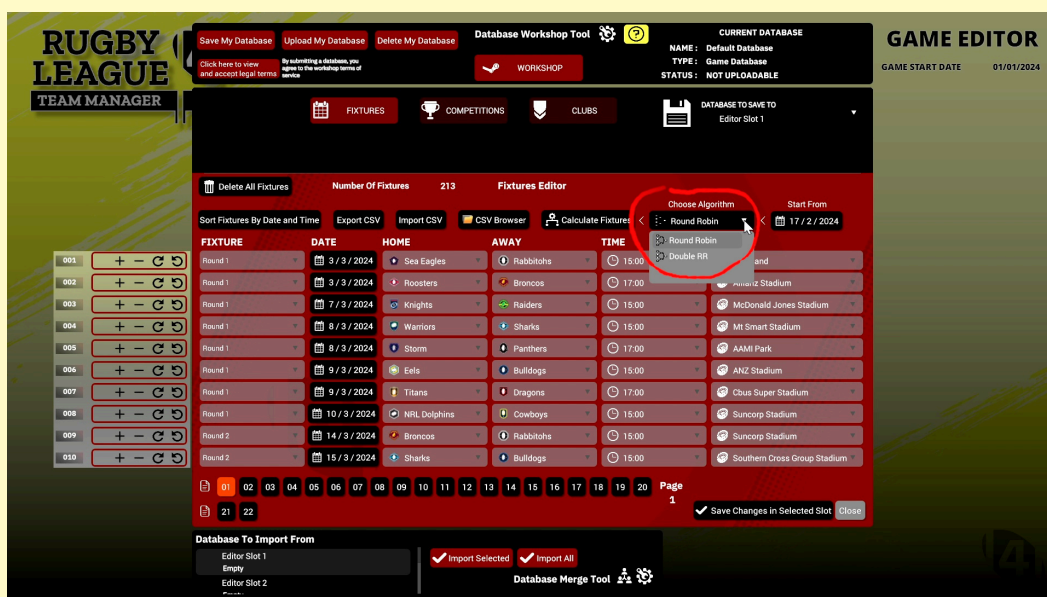 RUGBY
LEAGUE
TEAM MANAGER
Save My Database Upload My Database Delete My Database
Click here to view
and accept legal terms
By submitting a database, you
agree to the workshop terms of
service
Database Workshop Tool ?
WORKSHOP
CURRENT DATABASE
NAME : Default Database
TYPE : Game Database
STATUS : NOT UPLOADABLE
GAME EDITOR
GAME START DATE 01/01/2024
FIXTURES COMPETITIONS CLUBS
DATABASE TO SAVE TO
Editor Slot 1
Delete All Fixtures Number Of Fixtures 213 Fixtures Editor
Choose Algorithm Start From
Sort Fixtures By Date and Time Export CSV Import CSV CSV Browser Calculate Fixtures < Round Robin < 17 / 2 / 2024
Round Robin
Double RR
FIXTURE DATE HOME AWAY TIME
001 + − Round 1 3 / 3 / 2024 Sea Eagles Rabbitohs 15:00 and
002 + − Round 1 3 / 3 / 2024 Roosters Broncos 17:00 Allianz Stadium
003 + − Round 1 7 / 3 / 2024 Knights Raiders 15:00 McDonald Jones Stadium
004 + − Round 1 8 / 3 / 2024 Warriors Sharks 15:00 Mt Smart Stadium
005 + − Round 1 8 / 3 / 2024 Storm Panthers 17:00 AAMI Park
006 + − Round 1 9 / 3 / 2024 Eels Bulldogs 15:00 ANZ Stadium
007 + − Round 1 9 / 3 / 2024 Titans Dragons 17:00 Cbus Super Stadium
008 + − Round 1 10 / 3 / 2024 NRL Dolphins Cowboys 15:00 Suncorp Stadium
009 + − Round 2 14 / 3 / 2024 Broncos Rabbitohs 15:00 Suncorp Stadium
010 + − Round 2 15 / 3 / 2024 Sharks Bulldogs 15:00 Southern Cross Group Stadium
01 02 03 04 05 06 07 08 09 10 11 12 13 14 15 16 17 18 19 20 Page
1
21 22
Save Changes in Selected Slot Close
Database To Import From
Editor Slot 1
Empty
Editor Slot 2
Import Selected Import All
Database Merge Tool